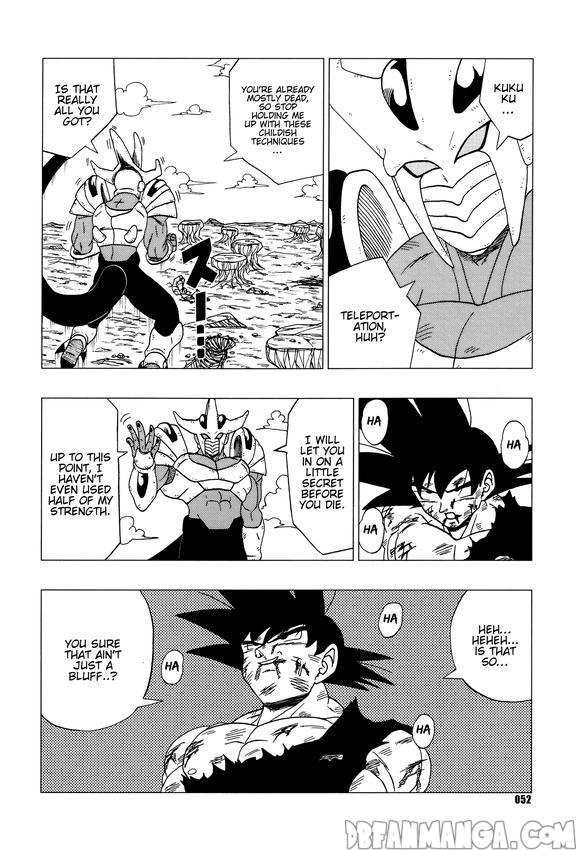 KUKU
KU
...
TELEPORT-
ATION,
HUH?
YOU'RE ALREADY
MOSTLY DEAD,
SO STOP
HOLDING ME
UP WITH THESE
CHILDISH
TECHNIQUES
...
IS THAT
REALLY
ALL YOU
GOT?
スー…
HA
HA
HA
I WILL
LET YOU
IN ON A
LITTLE
SECRET
BEFORE
YOU DIE.
UP TO THIS
POINT, I
HAVEN'T
EVEN USED
HALF OF MY
STRENGTH.
HEH...
HEHEH...
IS THAT
SO...
HA
HA
HA
YOU SURE
THAT AIN'T
JUST A
BLUFF..?
052
DBFANMANGA.COM